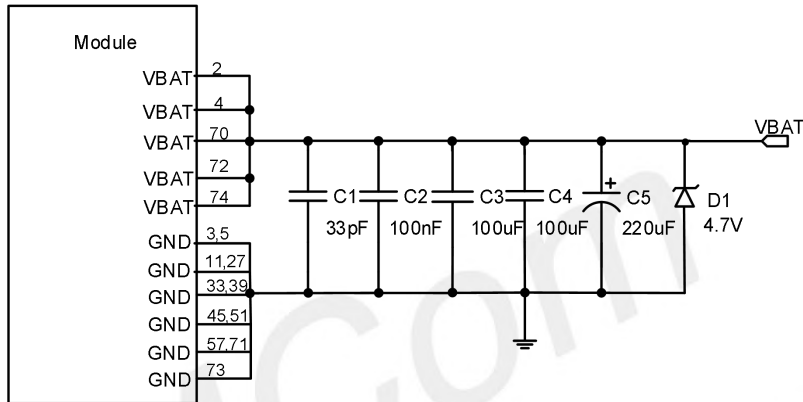 Module
VBAT 2
VBAT 4
VBAT 70
VBAT 72
VBAT 74
GND 3,5
GND 11,27
GND 33,39
GND 45,51
GND 57,71
GND 73
VBAT
C1
33pF
C2
100nF
C3
100uF
C4
100uF
+
C5
220uF
D1
4.7V
Com